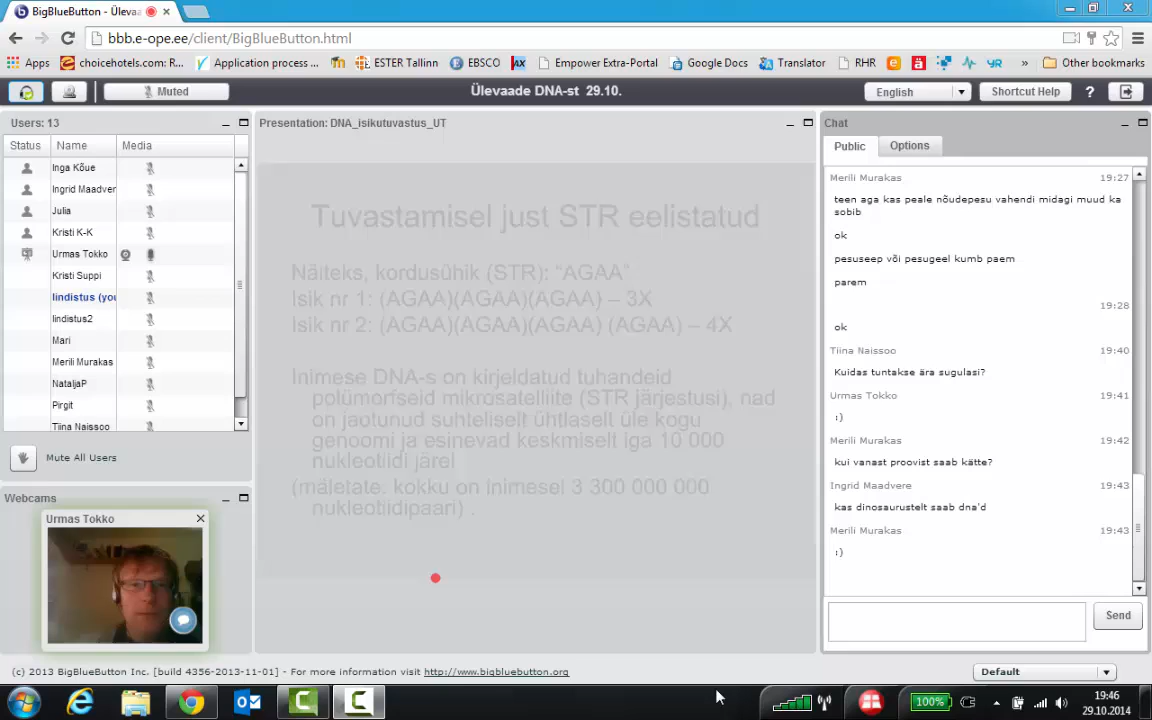 BigBlueButton - Ülevaa
bbb.e-ope.ee/client/BigBlueButton.html
Apps choicehotels.com: R... Application process ... ESTER Tallinn EBSCO Empower Extra-Portal Google Docs Translator RHR » Other bookmarks
Muted Ülevaade DNA-st 29.10. English Shortcut Help ?
Users: 13
Status Name Media
Inga Kõue
Ingrid Maadver
Julia
Kristi K-K
Urmas Tokko
Kristi Suppi
lindistus (you
lindistus2
Mari
Merili Murakas
NataljaP
Pirgit
Tiina Naissoo
Mute All Users
Webcams
Urmas Tokko
Presentation: DNA_isikutuvastus_UT
Tuvastamisel just STR eelistatud
Näiteks, kordusühik (STR): “AGAA”
Isik nr 1: (AGAA)(AGAA)(AGAA) – 3X
Isik nr 2: (AGAA)(AGAA)(AGAA) (AGAA) – 4X
Inimese DNA-s on kirjeldatud tuhandeid
polümorfseid mikrosatelliite (STR järjestusi), nad
on jaotunud suhteliselt ühtlaselt üle kogu
genoomi ja esinevad keskmiselt iga 10 000
nukleotiidi järel
(mäletate: kokku on inimesel 3 300 000 000
nukleotiidipaari) .
Chat
Public Options
Merili Murakas 19:27
teen aga kas peale nõudepesu vahendi midagi muud ka
sobib
ok
pesuseep või pesugeel kumb paem
parem
19:28
ok
Tiina Naissoo 19:40
Kuidas tuntakse ära sugulasi?
Urmas Tokko 19:41
:}
Merili Murakas 19:42
kui vanast proovist saab kätte?
Ingrid Maadvere 19:43
kas dinosaurustelt saab dna'd
Merili Murakas 19:43
:}
Send
(c) 2013 BigBlueButton Inc. [build 4356-2013-11-01] - For more information visit http://www.bigbluebutton.org
Default
100%
19:46
29.10.2014